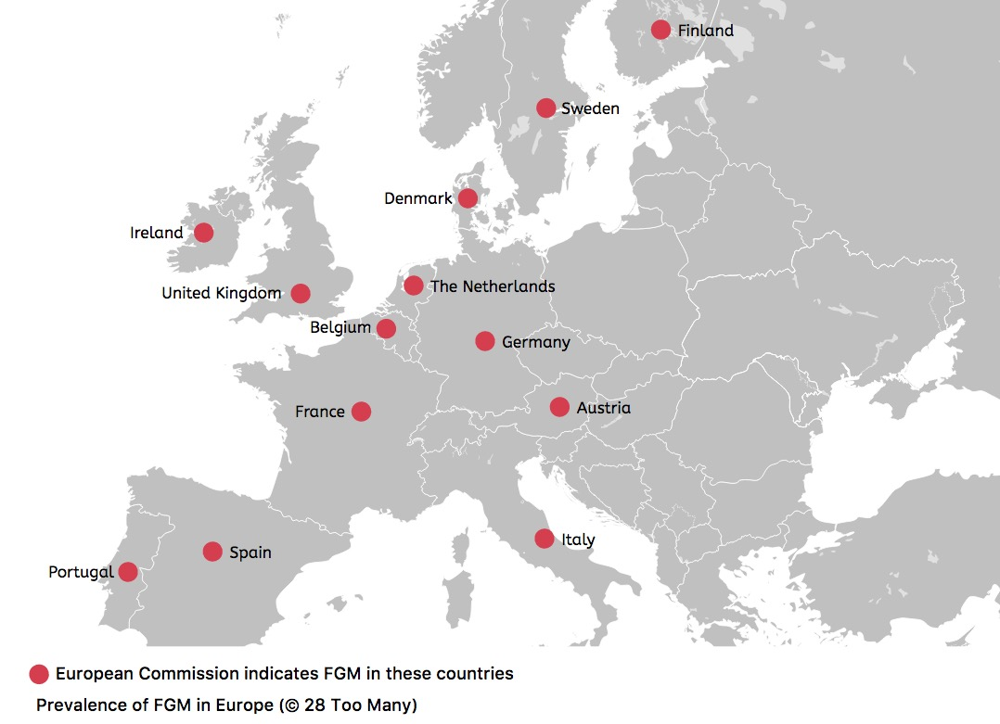 Finland
Sweden
Denmark
Ireland
The Netherlands
United Kingdom
Belgium
Germany
Austria
France
Italy
Spain
Portugal
European Commission indicates FGM in these countries
Prevalence of FGM in Europe (© 28 Too Many)